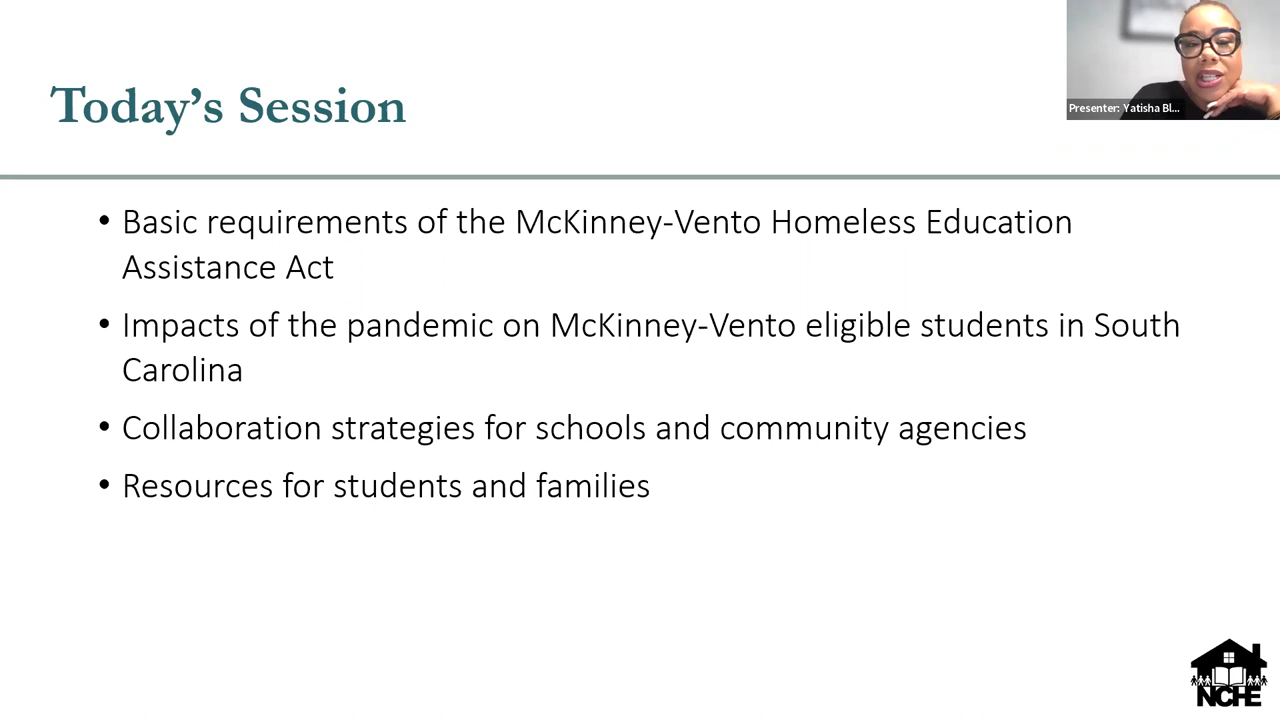 Today's Session
Presenter: Yatisha Bl...
• Basic requirements of the McKinney-Vento Homeless Education
Assistance Act
• Impacts of the pandemic on McKinney-Vento eligible students in South
Carolina
• Collaboration strategies for schools and community agencies
• Resources for students and families
NCHE